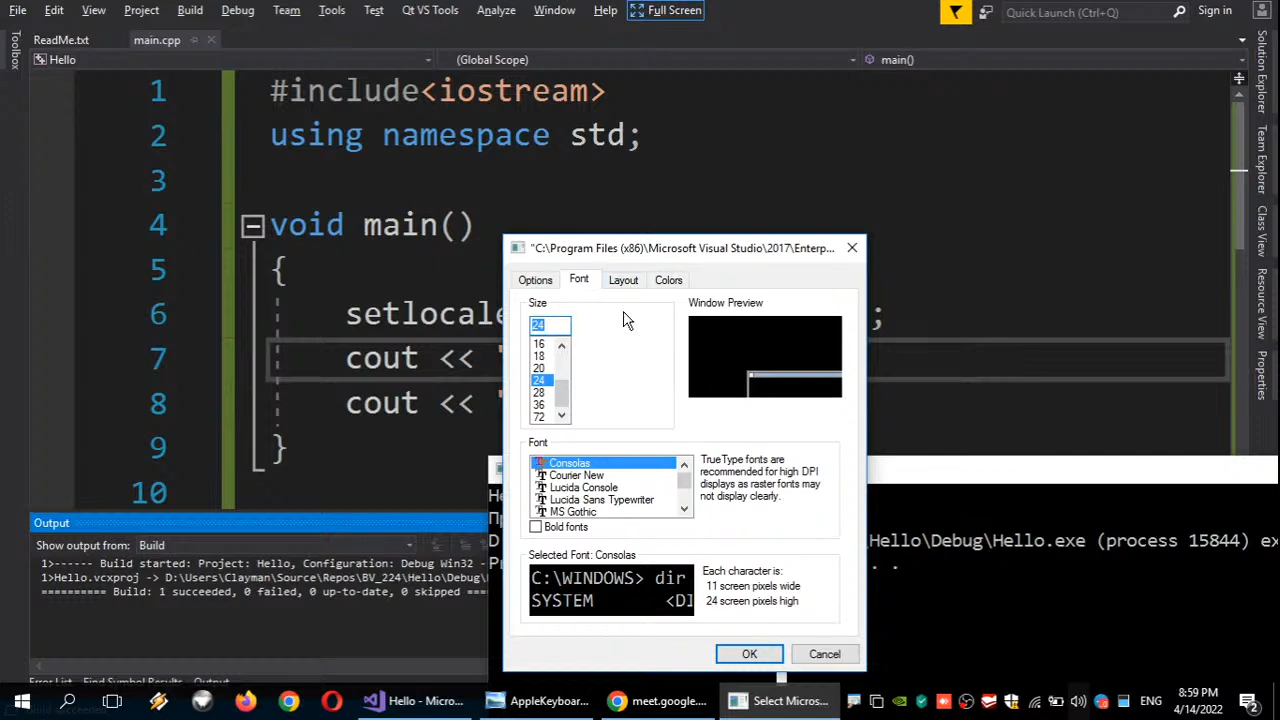 File Edit View Project Build Debug Team Tools Test Qt VS Tools Analyze Window Help Full Screen Quick Launch (Ctrl+Q) Sign in
ReadMe.txt main.cpp
Hello (Global Scope) main()
Toolbox
Solution Explorer
Team Explorer
Class View
Resource View
Properties
1 #include<iostream>
2 using namespace std;
3
4 void main()
5 {
6 setlocale ;
7 cout << "
8 cout << "
9 }
10
"C:\Program Files (x86)\Microsoft Visual Studio\2017\Enterp...
Options Font Layout Colors
Size
24
16
18
20
24
28
36
72
Window Preview
Font
Consolas
Courier New
Lucida Console
Lucida Sans Typewriter
MS Gothic
Bold fonts
TrueType fonts are
recommended for high DPI
displays as raster fonts may
not display clearly.
Selected Font: Consolas
C:\WINDOWS> dir
SYSTEM <DI
Each character is:
11 screen pixels wide
24 screen pixels high
OK Cancel
Hello\Debug\Hello.exe (process 15844) ex
. .
Output
Show output from: Build
1>------ Build started: Project: Hello, Configuration: Debug Win32 -
1>Hello.vcxproj -> D:\Users\Clayman\Source\Repos\BV_224\Hello\Debug\
========== Build: 1 succeeded, 0 failed, 0 up-to-date, 0 skipped ====
Error List Find Symbol Results Output
Hello - Micro... AppleKeyboar... meet.google.... Select Micros... ENG 8:59 PM
4/14/2022
2